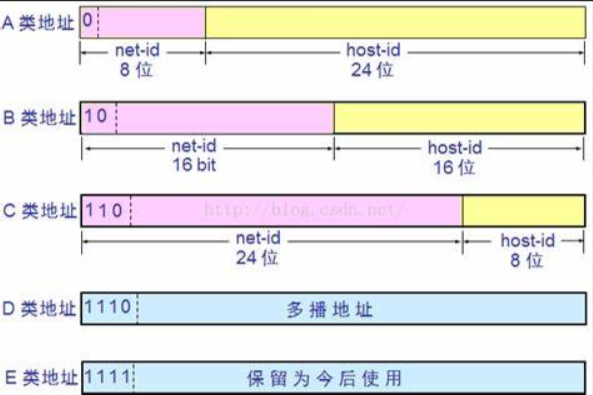 A 类地址 0
net-id host-id
8 位 24 位
B 类地址 10
net-id host-id
16 bit 16 位
C 类地址 110 http://blog.csdn.net/
net-id host-id
24 位 8 位
D 类地址 1110 多播地址
E 类地址 1111 保留为今后使用